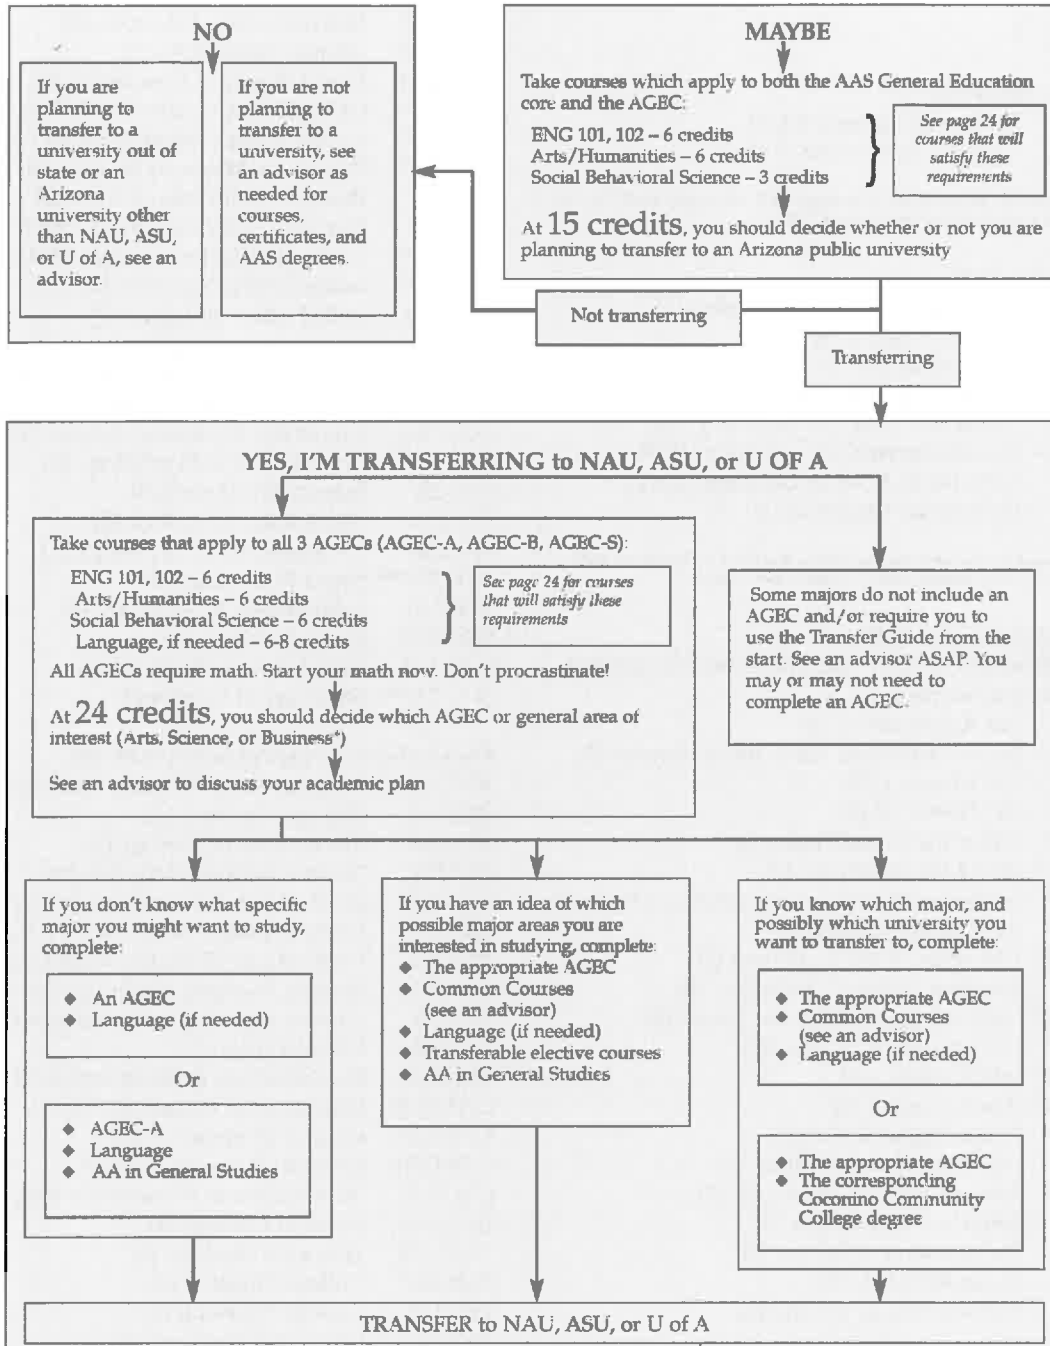 NO
If you are
planning to
transfer to a
university out of
state or an
Arizona
university other
than NAU, ASU,
or U of A, see an
advisor.
If you are not
planning to
transfer to a
university, see
an advisor as
needed for
courses,
certificates, and
AAS degrees.
MAYBE
Take courses which apply to both the AAS General Education
core and the AGEC:
ENG 101, 102 – 6 credits
Arts/Humanities – 6 credits
Social Behavioral Science – 3 credits
See page 24 for
courses that will
satisfy these
requirements
At 15 credits, you should decide whether or not you are
planning to transfer to an Arizona public university
Not transferring
Transferring
YES, I'M TRANSFERRING to NAU, ASU, or U OF A
Take courses that apply to all 3 AGECs (AGEC-A, AGEC-B, AGEC-S):
ENG 101, 102 – 6 credits
Arts/Humanities – 6 credits
Social Behavioral Science – 6 credits
Language, if needed – 6-8 credits
See page 24 for courses
that will satisfy these
requirements
All AGECs require math. Start your math now. Don't procrastinate!
At 24 credits, you should decide which AGEC or general area of
interest (Arts, Science, or Business*)
See an advisor to discuss your academic plan
Some majors do not include an
AGEC and/or require you to
use the Transfer Guide from the
start. See an advisor ASAP. You
may or may not need to
complete an AGEC.
If you don't know what specific
major you might want to study,
complete:
◆ An AGEC
◆ Language (if needed)
Or
◆ AGEC-A
◆ Language
◆ AA in General Studies
If you have an idea of which
possible major areas you are
interested in studying, complete:
◆ The appropriate AGEC
◆ Common Courses
(see an advisor)
◆ Language (if needed)
◆ Transferable elective courses
◆ AA in General Studies
If you know which major, and
possibly which university you
want to transfer to, complete:
◆ The appropriate AGEC
◆ Common Courses
(see an advisor)
◆ Language (if needed)
Or
◆ The appropriate AGEC
◆ The corresponding
Coconino Community
College degree
TRANSFER to NAU, ASU, or U of A